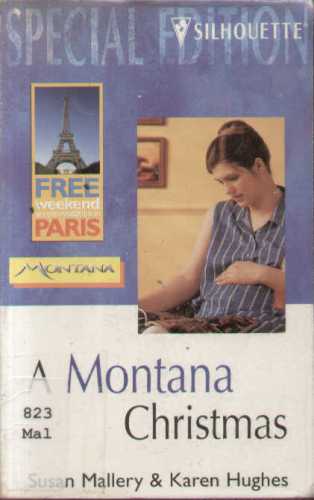 SPECIAL EDITION
SILHOUETTE®
FREE
weekend
PARIS
MONTANA
A Montana
Christmas
823
Mal
Susan Mallery & Karen Hughes